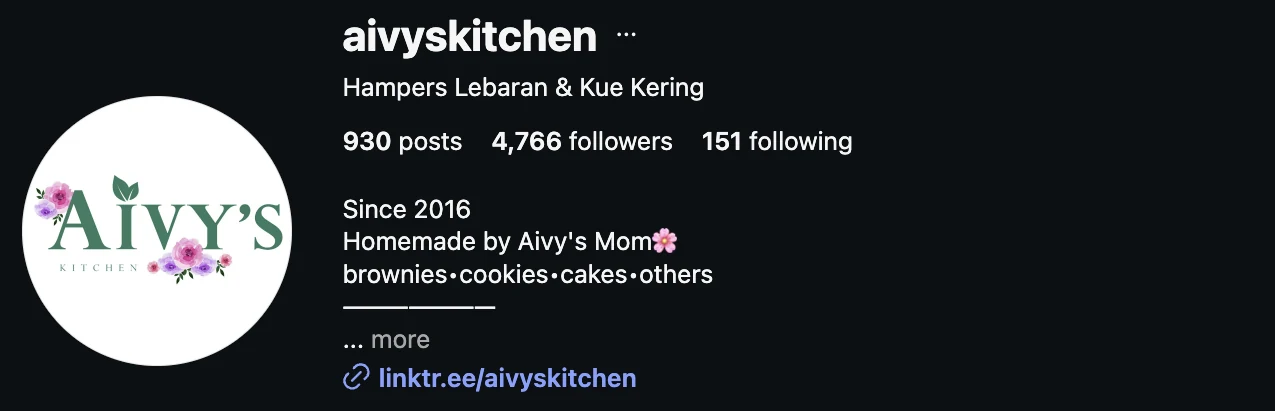 aivyskitchen ...
Hampers Lebaran & Kue Kering
930 posts 4,766 followers 151 following
AiVY'S
KITCHEN
Since 2016
Homemade by Aivy's Mom🌸
brownies•cookies•cakes•others
———————
... more
linktr.ee/aivyskitchen